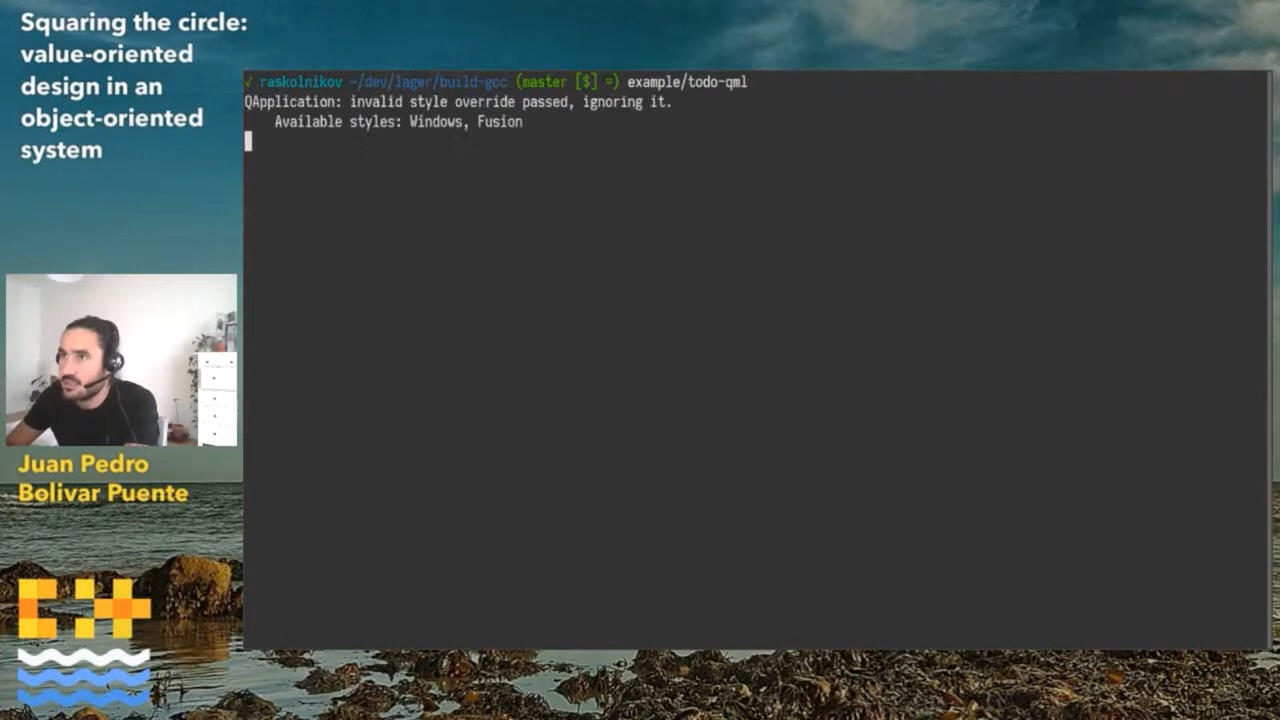 Squaring the circle:
value-oriented
design in an
object-oriented
system
✓ raskolnikov ~/dev/lager/build-gcc (master [$] =) example/todo-qml
QApplication: invalid style override passed, ignoring it.
Available styles: Windows, Fusion
Juan Pedro
Bolivar Puente
C++